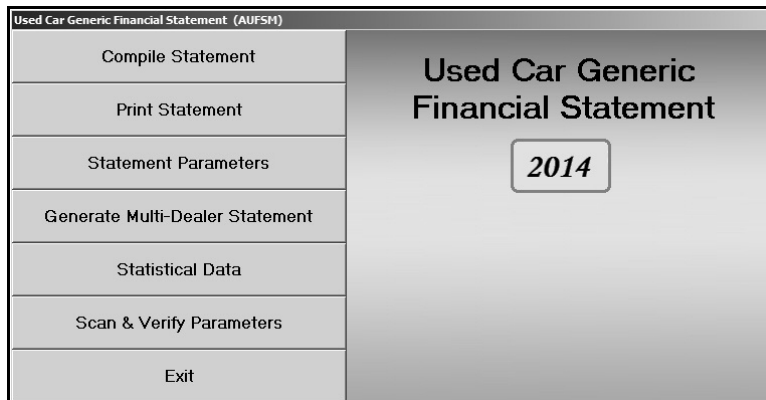 Used Car Generic Financial Statement (AUFSM)
Compile Statement
Print Statement
Statement Parameters
Generate Multi-Dealer Statement
Statistical Data
Scan & Verify Parameters
Exit
Used Car Generic
Financial Statement
2014